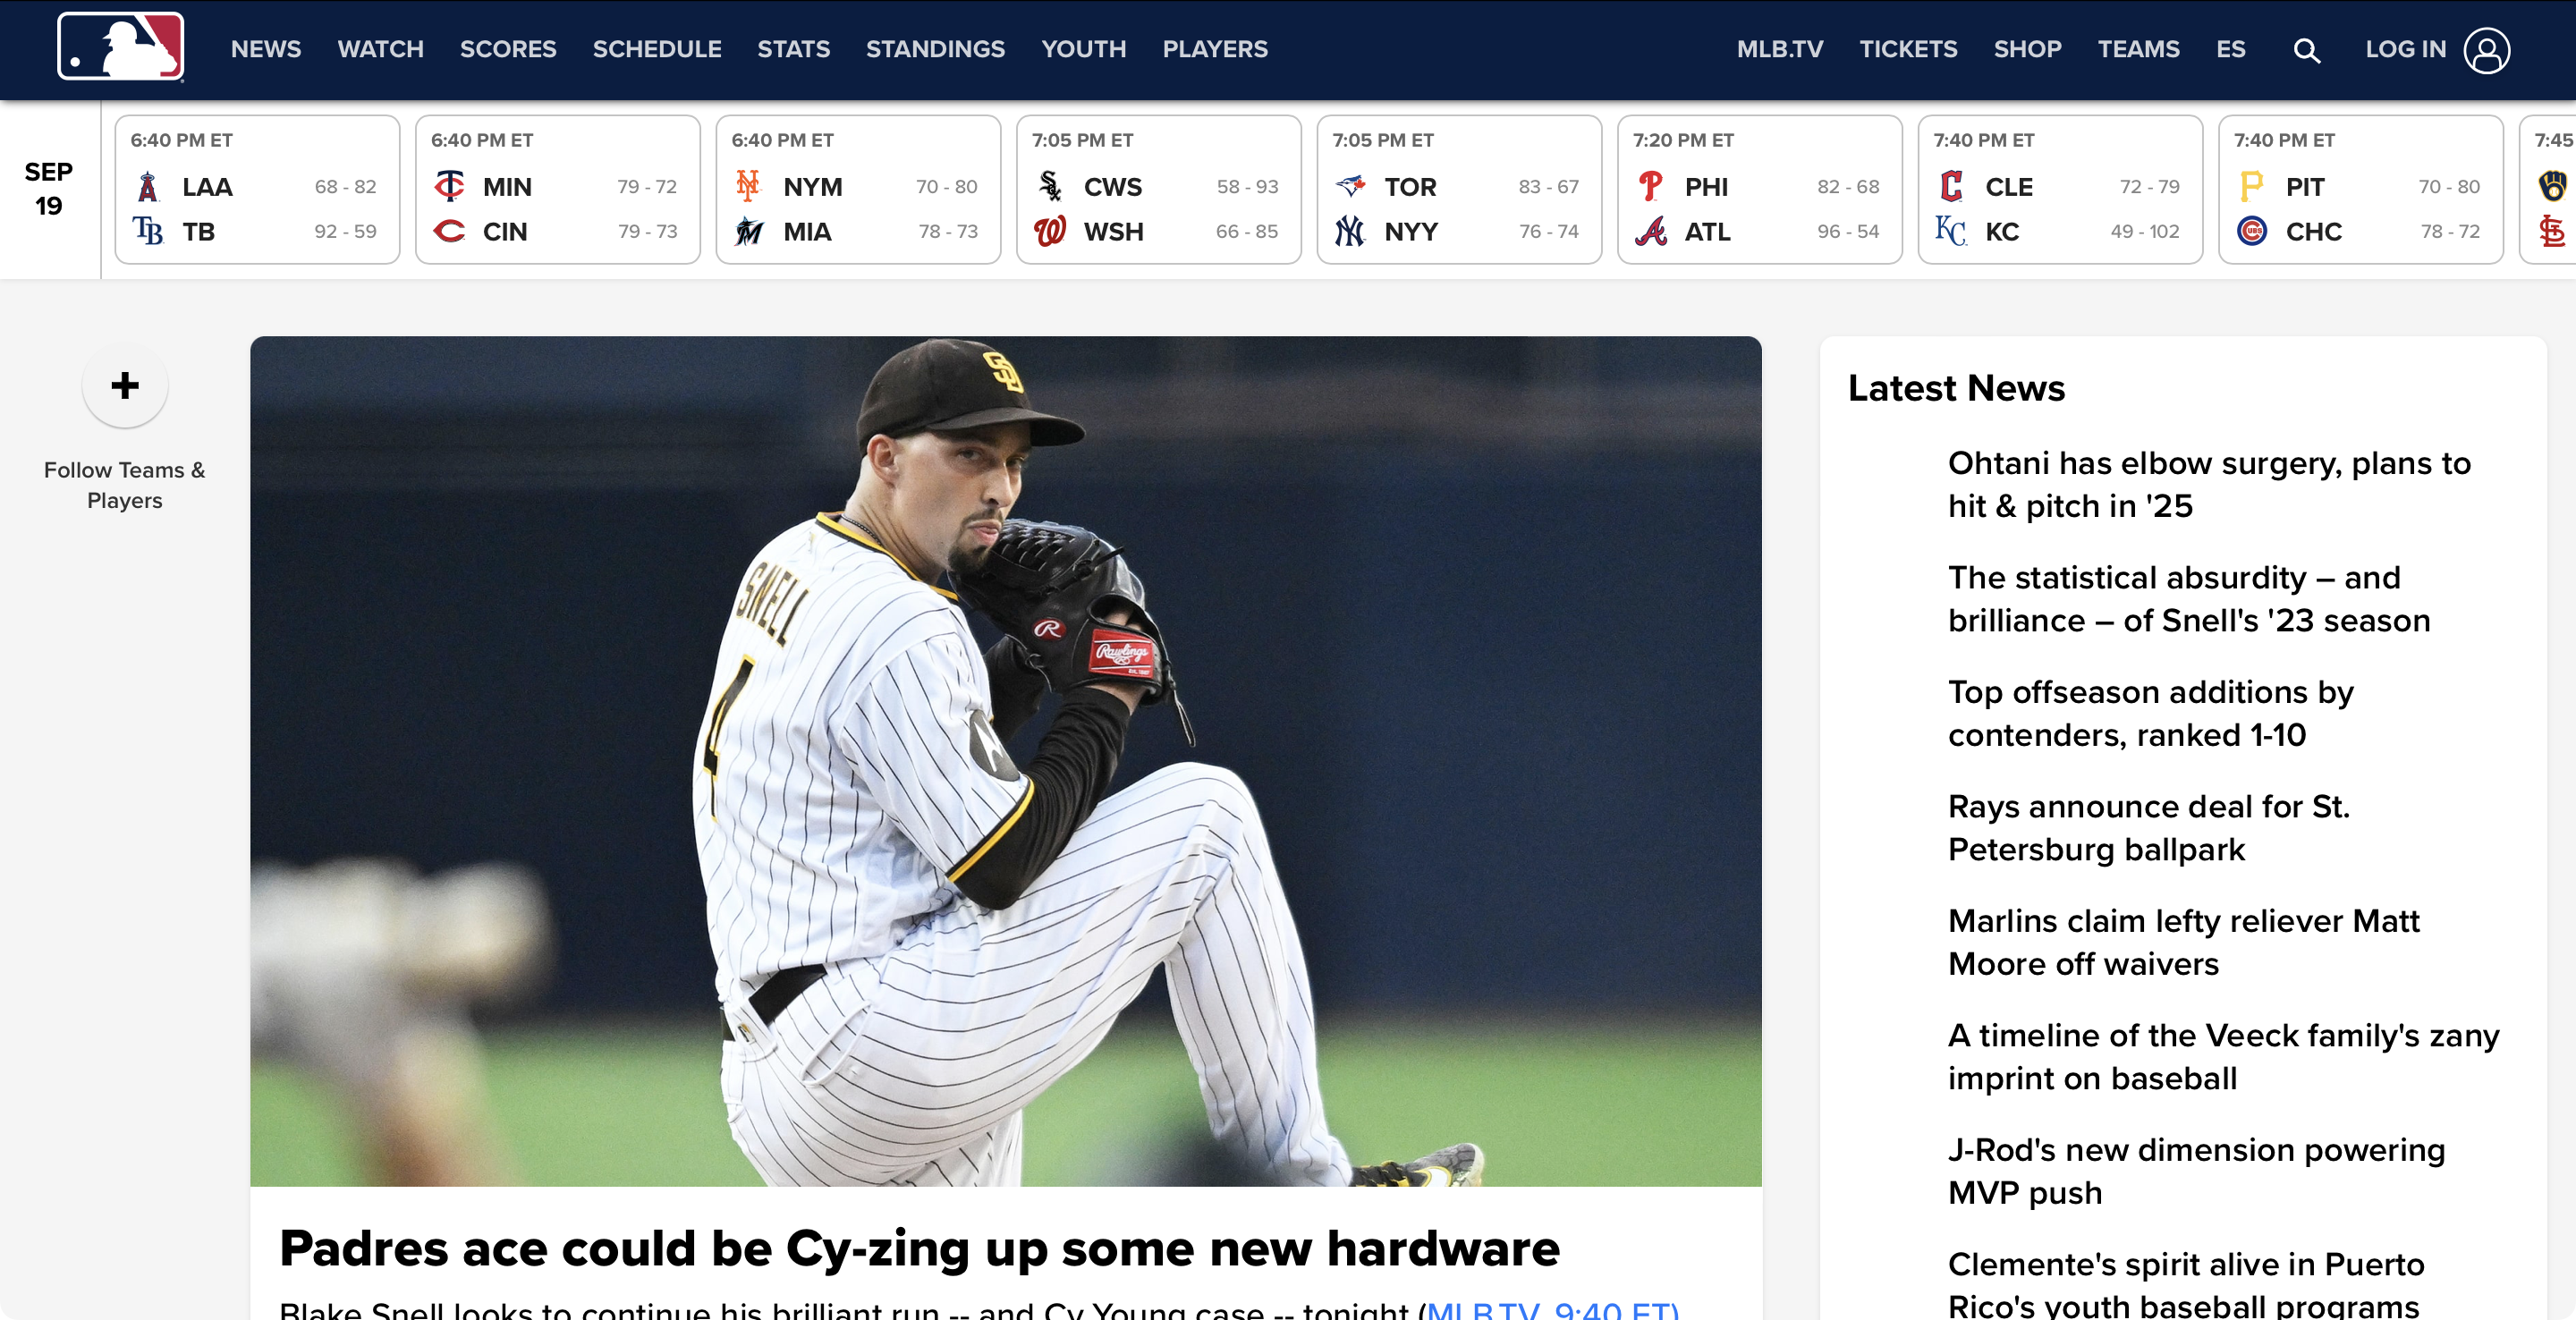 NEWS WATCH SCORES SCHEDULE STATS STANDINGS YOUTH PLAYERS MLB.TV TICKETS SHOP TEAMS ES LOG IN
SEP
19
6:40 PM ET
LAA 68 - 82
TB 92 - 59
6:40 PM ET
MIN 79 - 72
CIN 79 - 73
6:40 PM ET
NYM 70 - 80
MIA 78 - 73
7:05 PM ET
CWS 58 - 93
WSH 66 - 85
7:05 PM ET
TOR 83 - 67
NYY 76 - 74
7:20 PM ET
PHI 82 - 68
ATL 96 - 54
7:40 PM ET
CLE 72 - 79
KC 49 - 102
7:40 PM ET
PIT 70 - 80
CHC 78 - 72
7:45
Follow Teams &
Players
SD
SNELL
4
R
Rawlings
Padres ace could be Cy-zing up some new hardware
Blake Snell looks to continue his brilliant run -- and Cy Young case -- tonight (MLB.TV, 9:40 ET)
Latest News
Ohtani has elbow surgery, plans to
hit & pitch in '25
The statistical absurdity – and
brilliance – of Snell's '23 season
Top offseason additions by
contenders, ranked 1-10
Rays announce deal for St.
Petersburg ballpark
Marlins claim lefty reliever Matt
Moore off waivers
A timeline of the Veeck family's zany
imprint on baseball
J-Rod's new dimension powering
MVP push
Clemente's spirit alive in Puerto
Rico's youth baseball programs